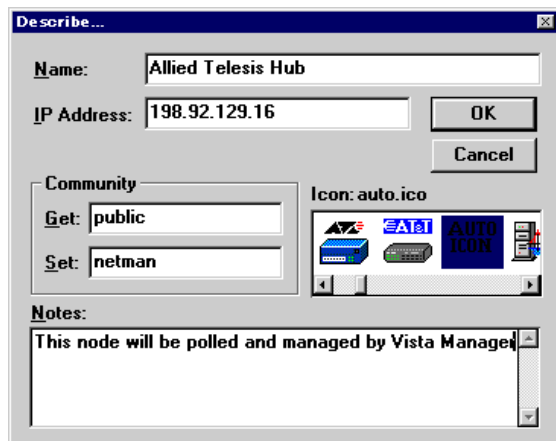 Describe...
Name: Allied Telesis Hub
IP Address: 198.92.129.16
OK
Cancel
Community
Get: public
Set: netman
Icon: auto.ico
AT&T
AUTO
ICON
Notes:
This node will be polled and managed by Vista Manager